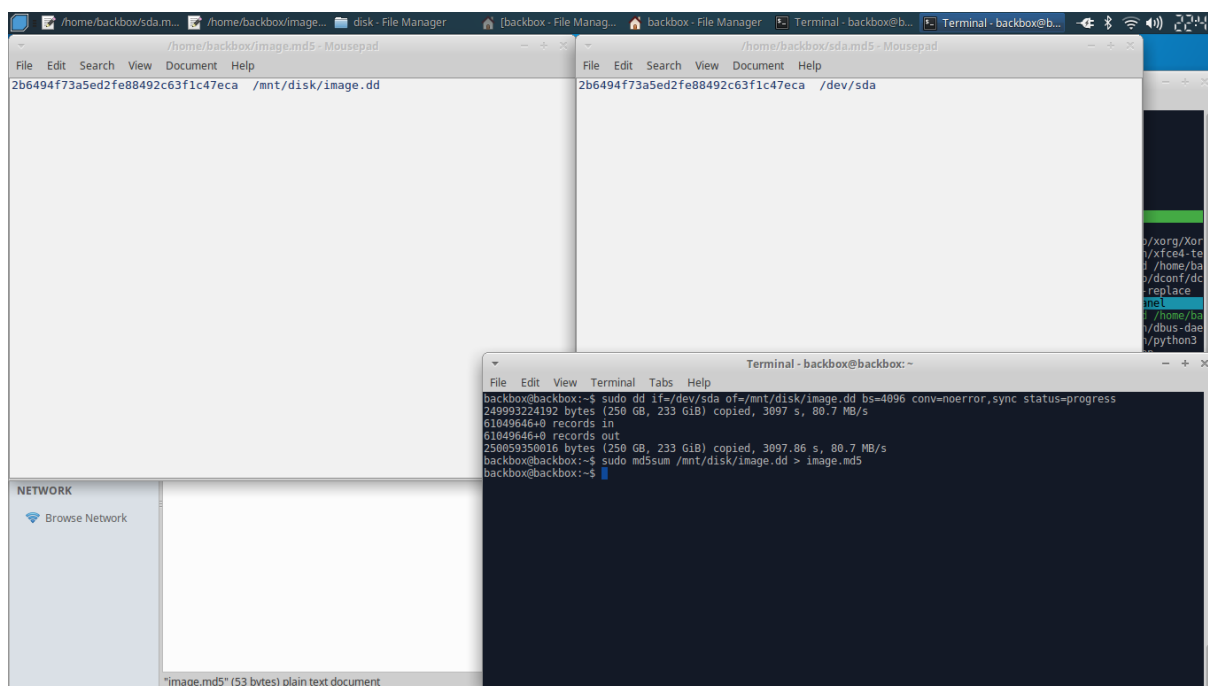 /home/backbox/sda.m... /home/backbox/image... disk - File Manager [backbox - File Manag... backbox - File Manager Terminal - backbox@b... Terminal - backbox@b... 22:4
/home/backbox/image.md5 - Mousepad
File Edit Search View Document Help
2b6494f73a5ed2fe88492c63f1c47eca /mnt/disk/image.dd
/home/backbox/sda.md5 - Mousepad
File Edit Search View Document Help
2b6494f73a5ed2fe88492c63f1c47eca /dev/sda
/xorg/Xor
/xfce4-te
/home/ba
/dconf/dc
-replace
anel
/home/ba
/dbus-dae
/python3
Terminal - backbox@backbox: ~
File Edit View Terminal Tabs Help
backbox@backbox:~$ sudo dd if=/dev/sda of=/mnt/disk/image.dd bs=4096 conv=noerror,sync status=progress
249993224192 bytes (250 GB, 233 GiB) copied, 3097 s, 80.7 MB/s
61049646+0 records in
61049646+0 records out
250059350016 bytes (250 GB, 233 GiB) copied, 3097.86 s, 80.7 MB/s
backbox@backbox:~$ sudo md5sum /mnt/disk/image.dd > image.md5
backbox@backbox:~$
NETWORK
Browse Network
"image.md5" (53 bytes) plain text document